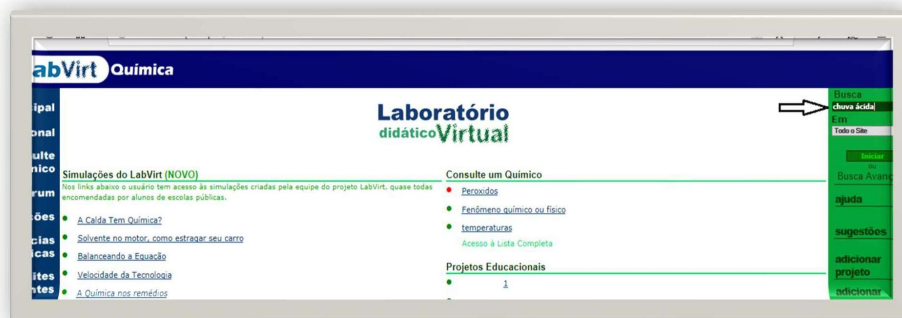 abVirt Química
ipal
onal
ulte
nico
rum
ões
cias
icas
ites
ntes
Laboratório
didático Virtual
Simulações do LabVirt (NOVO)
Nos links abaixo o usuário tem acesso às simulações criadas pela equipe do projeto LabVirt, quase todas
encomendadas por alunos de escolas públicas.
A Calda Tem Química?
Solvente no motor, como estragar seu carro
Balanceando a Equação
Velocidade da Tecnologia
A Química nos remédios
Consulte um Químico
Peroxidos
Fenômeno químico ou físico
temperaturas
Acesso à Lista Completa
Projetos Educacionais
1
Busca
chuva ácida
Em
Todo o Site
Iniciar
ou
Busca Avanç
ajuda
sugestões
adicionar
projeto
adicionar